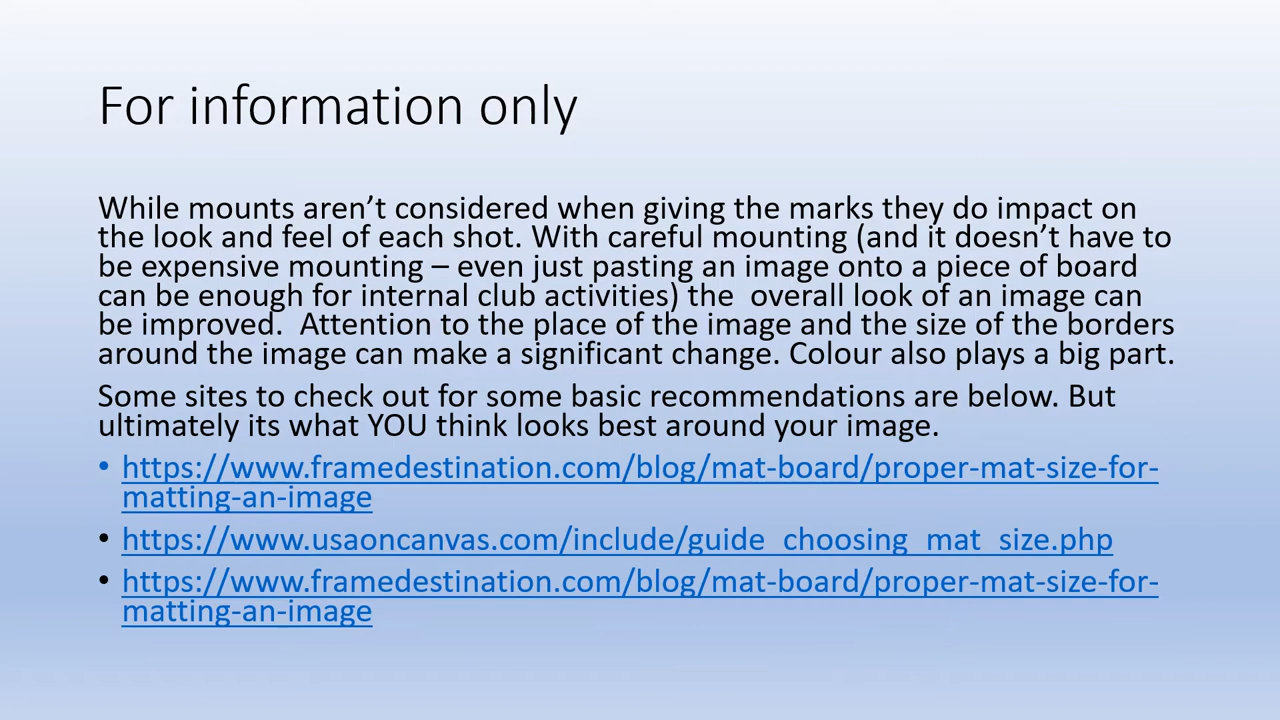 For information only
While mounts aren’t considered when giving the marks they do impact on
the look and feel of each shot. With careful mounting (and it doesn’t have to
be expensive mounting – even just pasting an image onto a piece of board
can be enough for internal club activities) the  overall look of an image can
be improved.  Attention to the place of the image and the size of the borders
around the image can make a significant change. Colour also plays a big part.
Some sites to check out for some basic recommendations are below. But
ultimately its what YOU think looks best around your image.
• https://www.framedestination.com/blog/mat-board/proper-mat-size-for-
matting-an-image
• https://www.usaoncanvas.com/include/guide_choosing_mat_size.php
• https://www.framedestination.com/blog/mat-board/proper-mat-size-for-
matting-an-image